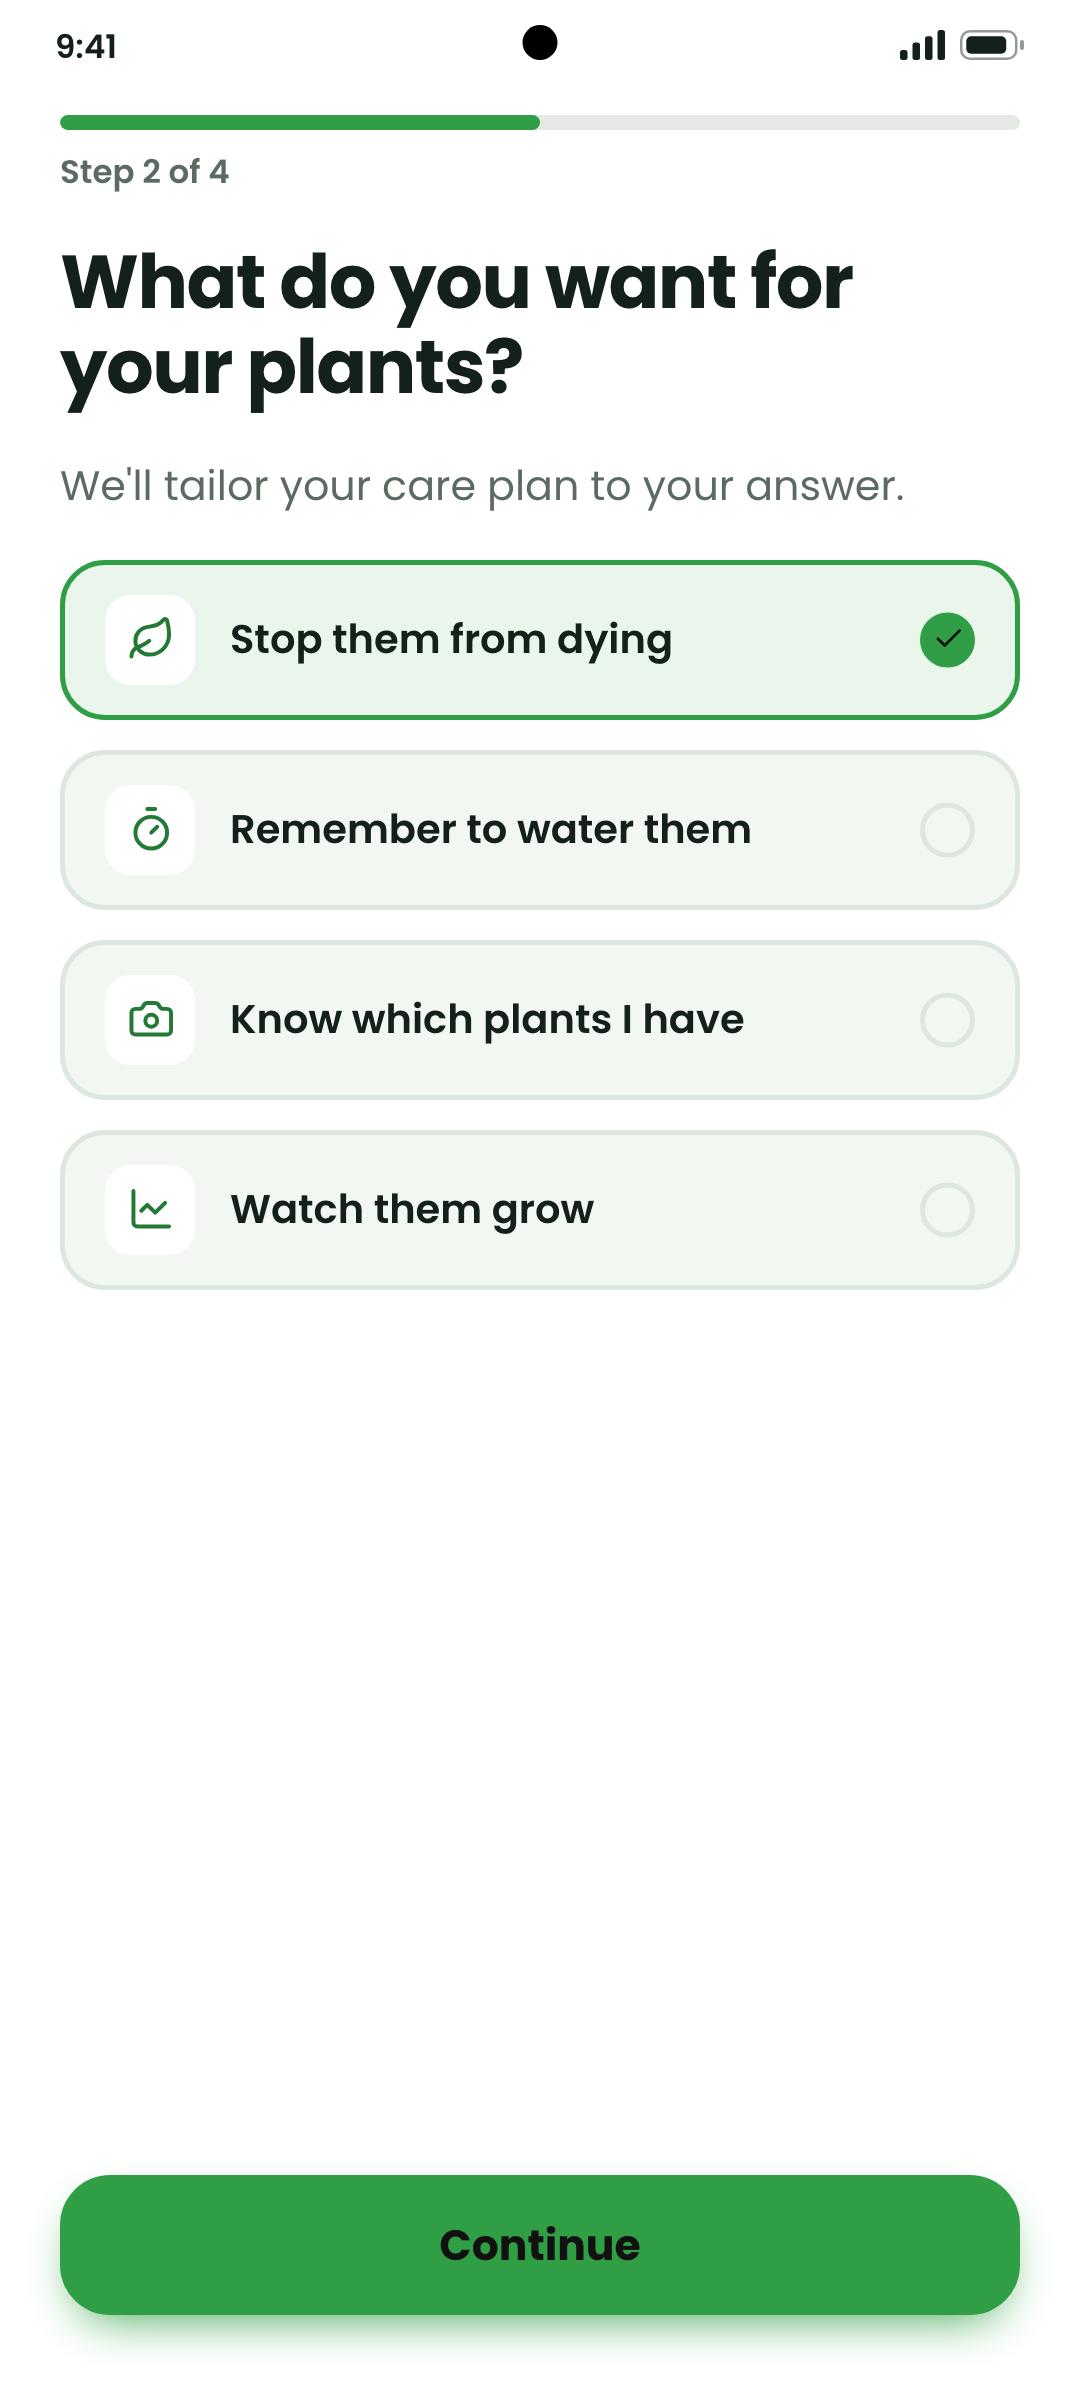 9:41
Step 2 of 4
What do you want for
your plants?
We'll tailor your care plan to your answer.
Stop them from dying
Remember to water them
Know which plants I have
Watch them grow
Continue